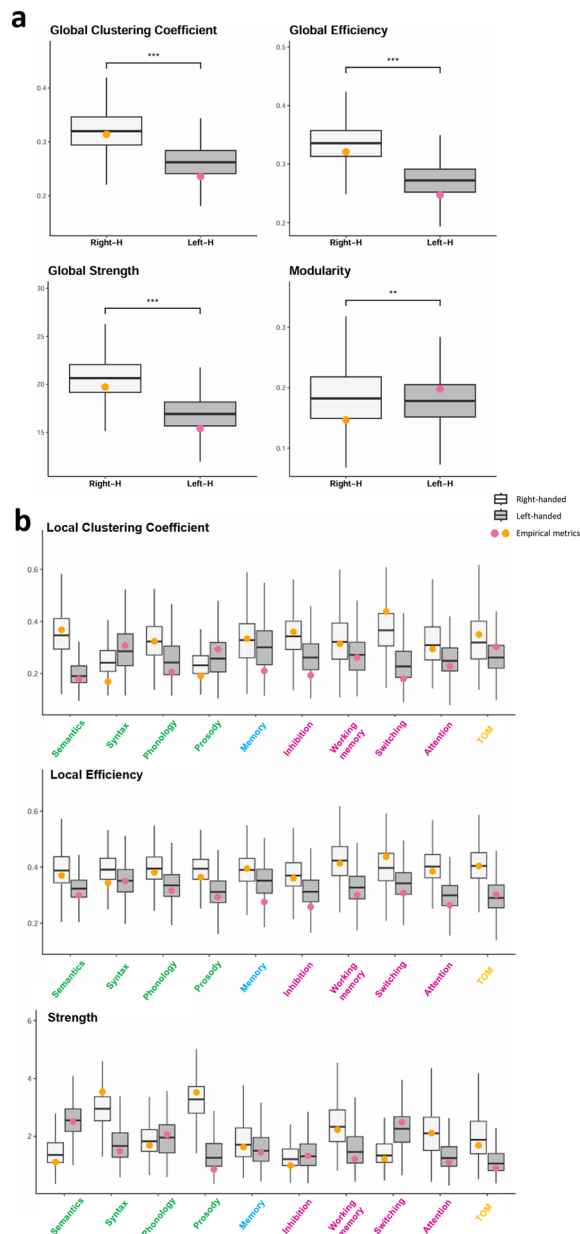 a
Global Clustering Coefficient
***
0.4
0.3
0.2
Right-H
Left-H
Global Efficiency
***
0.5
0.4
0.3
0.2
Right-H
Left-H
Global Strength
***
30
25
20
15
Right-H
Left-H
Modularity
**
0.3
0.2
0.1
Right-H
Left-H
Right-handed
Left-handed
Empirical metrics
b
Local Clustering Coefficient
0.6
0.4
0.2
Semantics
Syntax
Phonology
Prosody
Memory
Inhibition
Working
memory
Switching
Attention
TOM
Local Efficiency
0.6
0.4
0.2
Semantics
Syntax
Phonology
Prosody
Memory
Inhibition
Working
memory
Switching
Attention
TOM
Strength
6
4
2
Semantics
Syntax
Phonology
Prosody
Memory
Inhibition
Working
memory
Switching
Attention
TOM